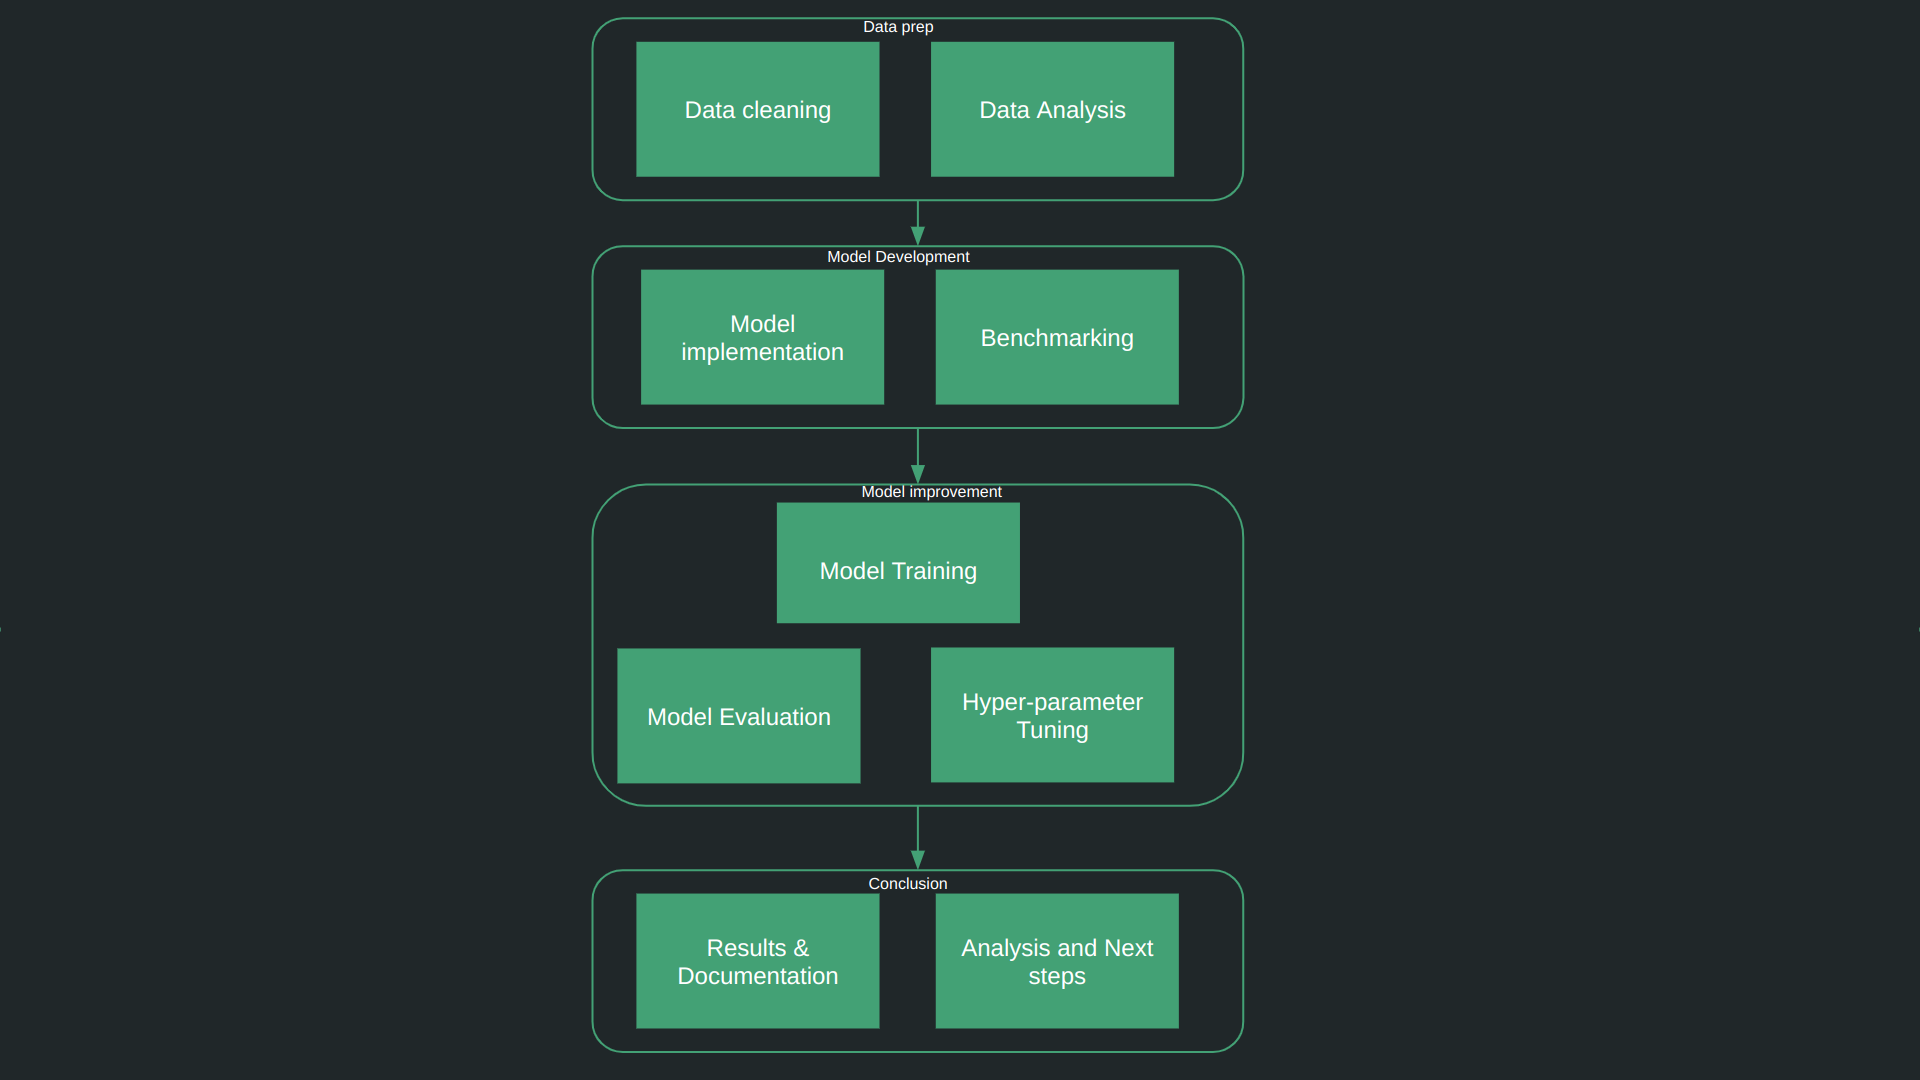 Data prep
Data cleaning
Data Analysis
Model Development
Model
implementation
Benchmarking
Model improvement
Model Training
Model Evaluation
Hyper-parameter
Tuning
Conclusion
Results &
Documentation
Analysis and Next
steps